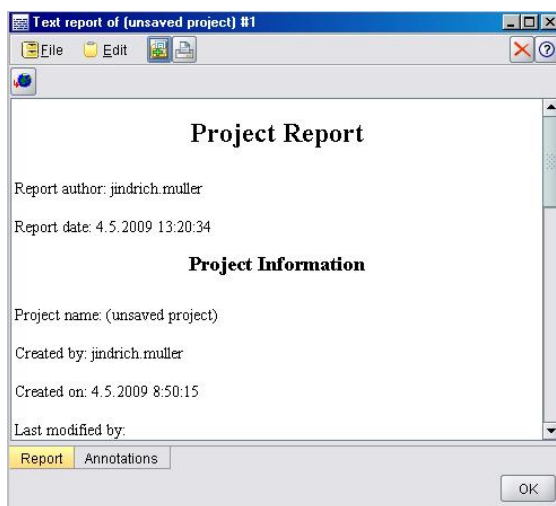 Text report of (unsaved project) #1
File Edit
Project Report
Report author: jindrich.muller
Report date: 4.5.2009 13:20:34
Project Information
Project name: (unsaved project)
Created by: jindrich.muller
Created on: 4.5.2009 8:50:15
Last modified by:
Report Annotations
OK